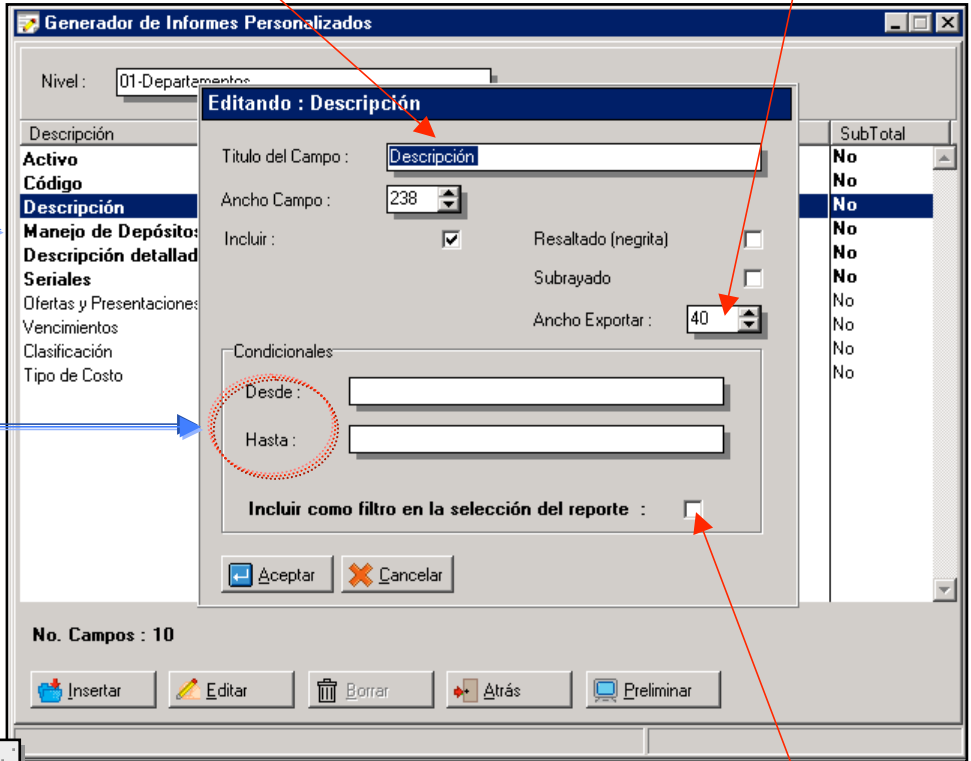 Generador de Informes Personalizados
Nivel : 01-Departamentos
Editando : Descripción
Descripción SubTotal
Activo No
Código No
Descripción No
Manejo de Depósitos No
Descripción detallad No
Seriales No
Ofertas y Presentaciones No
Vencimientos No
Clasificación No
Tipo de Costo No
Titulo del Campo : Descripción
Ancho Campo : 238
Incluir : Resaltado (negrita)
Subrayado
Ancho Exportar : 40
Condicionales
Desde :
Hasta :
Incluir como filtro en la selección del reporte :
Aceptar Cancelar
No. Campos : 10
Insertar Editar Borrar Atrás Preliminar